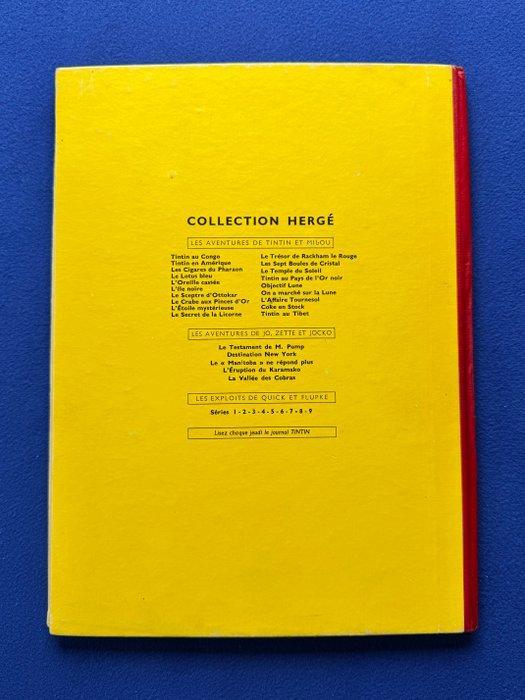 COLLECTION HERGÉ
LES AVENTURES DE TINTIN ET MILOU
Tintin au Congo
Tintin en Amérique
Les Cigares du Pharaon
Le Lotus bleu
L'Oreille cassée
L'Ile noire
Le Sceptre d'Ottokar
Le Crabe aux Pinces d'Or
L'Étoile mystérieuse
Le Secret de la Licorne
Le Trésor de Rackham le Rouge
Les Sept Boules de Cristal
Le Temple du Soleil
Tintin au Pays de l'Or noir
Objectif Lune
On a marché sur la Lune
L'Affaire Tournesol
Coke en Stock
Tintin au Tibet
LES AVENTURES DE JO, ZETTE ET JOCKO
Le Testament de M. Pump
Destination New York
Le « Manitoba » ne répond plus
L'Éruption du Karamako
La Vallée des Cobras
LES EXPLOITS DE QUICK ET FLUPKE
Séries 1 - 2 - 3 - 4 - 5 - 6 - 7 - 8 - 9
Lisez chaque jeudi le journal TINTIN